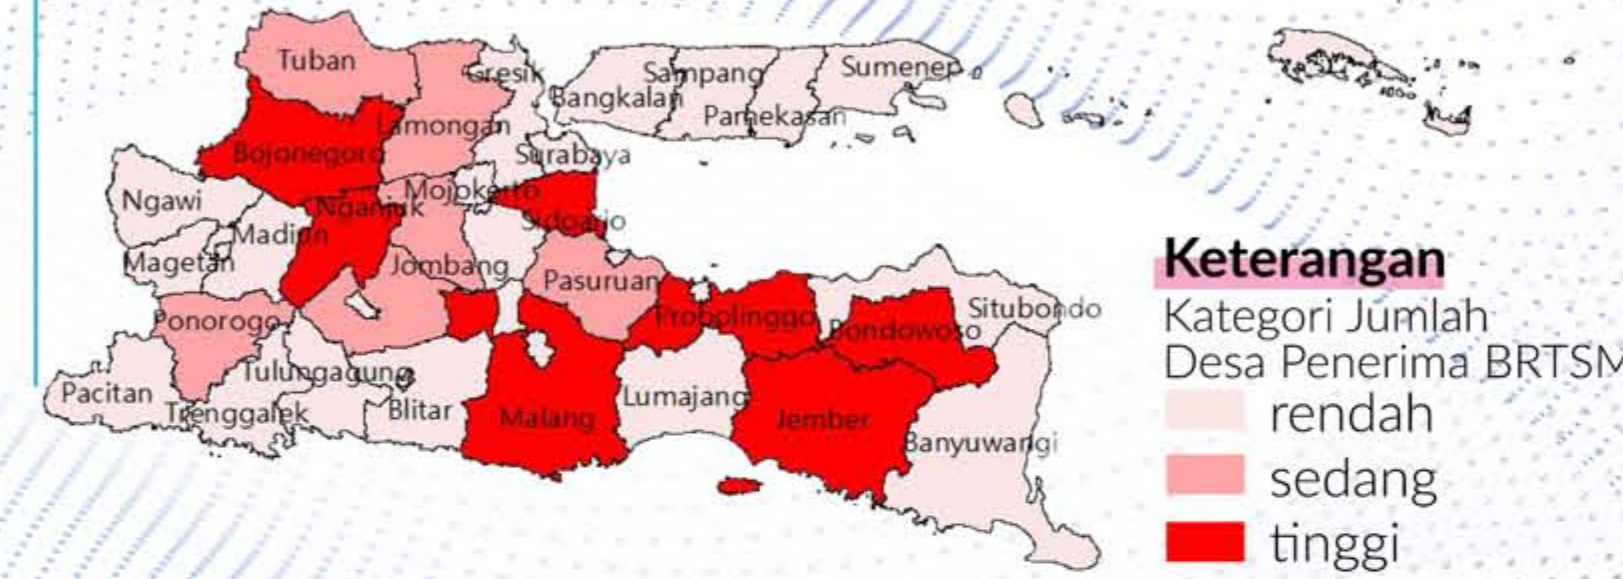 Tuban
Gresik
Lamongan
Bangkalan
Sampang
Pamekasan
Sumenep
Bojonegoro
Surabaya
Ngawi
Nganjuk
Mojokerto
Sidoarjo
Madiun
Magetan
Jombang
Pasuruan
Ponorogo
Probolinggo
Bondowoso
Situbondo
Pacitan
Tulungagung
Trenggalek
Blitar
Malang
Lumajang
Jember
Banyuwangi
Keterangan
Kategori Jumlah
Desa Penerima BRTSM
rendah
sedang
tinggi